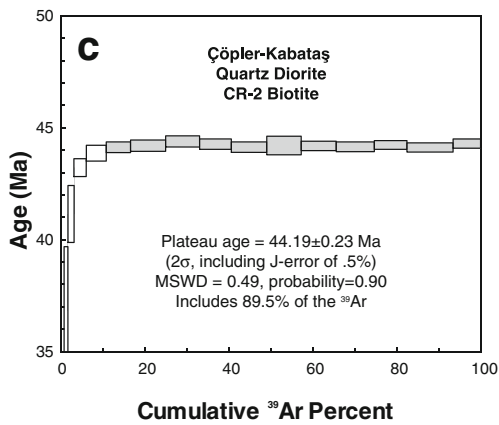 50
c
Çöpler-Kabataş
Quartz Diorite
CR-2 Biotite
45
Age (Ma)
40
Plateau age = 44.19±0.23 Ma
(2σ, including J-error of .5%)
MSWD = 0.49, probability=0.90
Includes 89.5% of the ³⁹Ar
35
0 20 40 60 80 100
Cumulative ³⁹Ar Percent